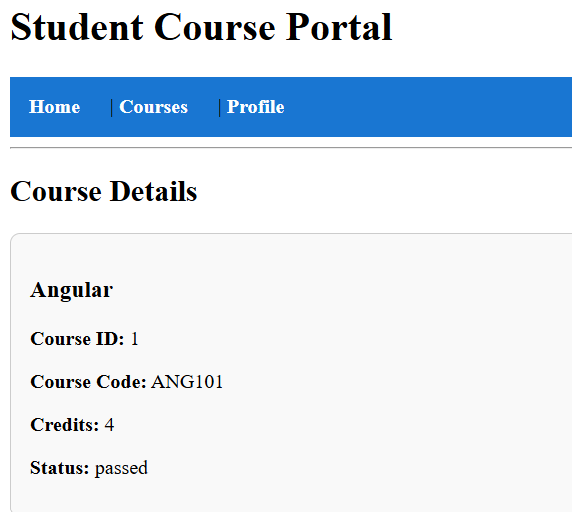 Student Course Portal
Home | Courses | Profile
Course Details
Angular
Course ID: 1
Course Code: ANG101
Credits: 4
Status: passed